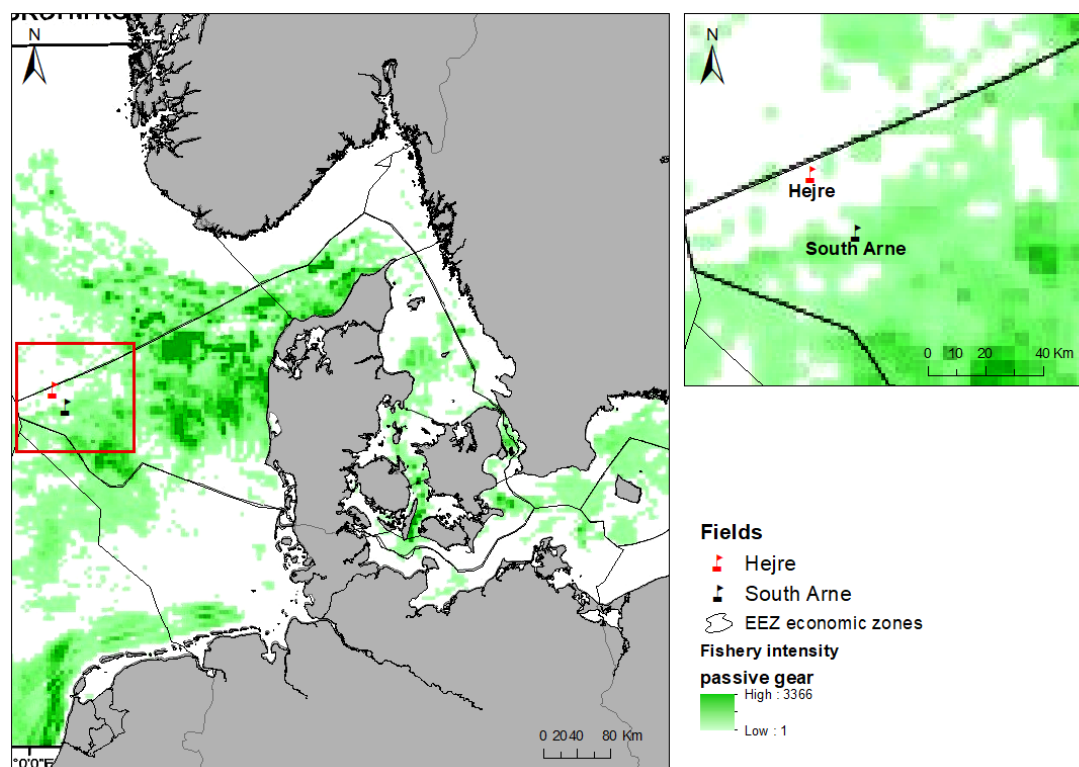 N
0 20 40 80 Km
N
Hejre
South Arne
0 10 20 40 Km
Fields
Hejre
South Arne
EEZ economic zones
Fishery intensity
passive gear
High : 3366
Low : 1